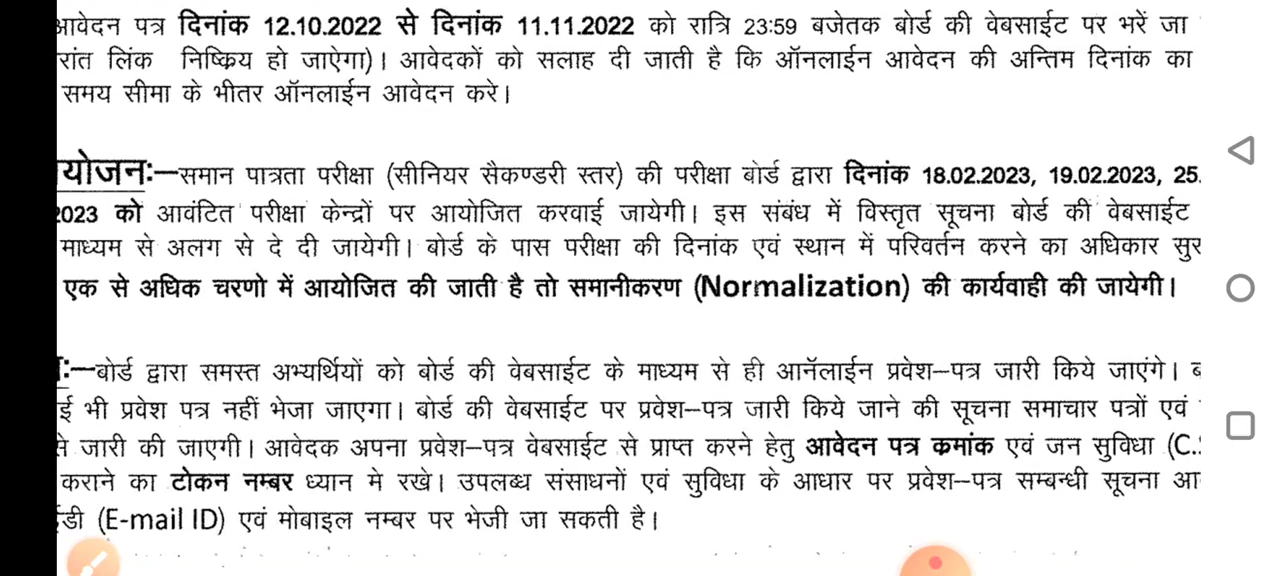 आवेदन पत्र दिनांक 12.10.2022 से दिनांक 11.11.2022 को रात्रि 23:59 बजेतक बोर्ड की वेबसाईट पर भरें जा
रांत लिंक निष्क्रिय हो जाऐगा)। आवेदकों को सलाह दी जाती है कि ऑनलाईन आवेदन की अन्तिम दिनांक का
समय सीमा के भीतर ऑनलाईन आवेदन करे।
योजनः–समान पात्रता परीक्षा (सीनियर सैकण्डरी स्तर) की परीक्षा बोर्ड द्वारा दिनांक 18.02.2023, 19.02.2023, 25.
2023 को आवंटित परीक्षा केन्द्रों पर आयोजित करवाई जायेगी। इस संबंध में विस्तृत सूचना बोर्ड की वेबसाईट
माध्यम से अलग से दे दी जायेगी। बोर्ड के पास परीक्षा की दिनांक एवं स्थान में परिवर्तन करने का अधिकार सुर
एक से अधिक चरणो में आयोजित की जाती है तो समानीकरण (Normalization) की कार्यवाही की जायेगी।
:–बोर्ड द्वारा समस्त अभ्यर्थियों को बोर्ड की वेबसाईट के माध्यम से ही आनॅलाईन प्रवेश–पत्र जारी किये जाएंगे। ब
ई भी प्रवेश पत्र नहीं भेजा जाएगा। बोर्ड की वेबसाईट पर प्रवेश–पत्र जारी किये जाने की सूचना समाचार पत्रों एवं
से जारी की जाएगी। आवेदक अपना प्रवेश–पत्र वेबसाईट से प्राप्त करने हेतु आवेदन पत्र क्रमांक एवं जन सुविधा (C.
कराने का टोकन नम्बर ध्यान मे रखे। उपलब्ध संसाधनों एवं सुविधा के आधार पर प्रवेश–पत्र सम्बन्धी सूचना आ
ईडी (E-mail ID) एवं मोबाइल नम्बर पर भेजी जा सकती है।